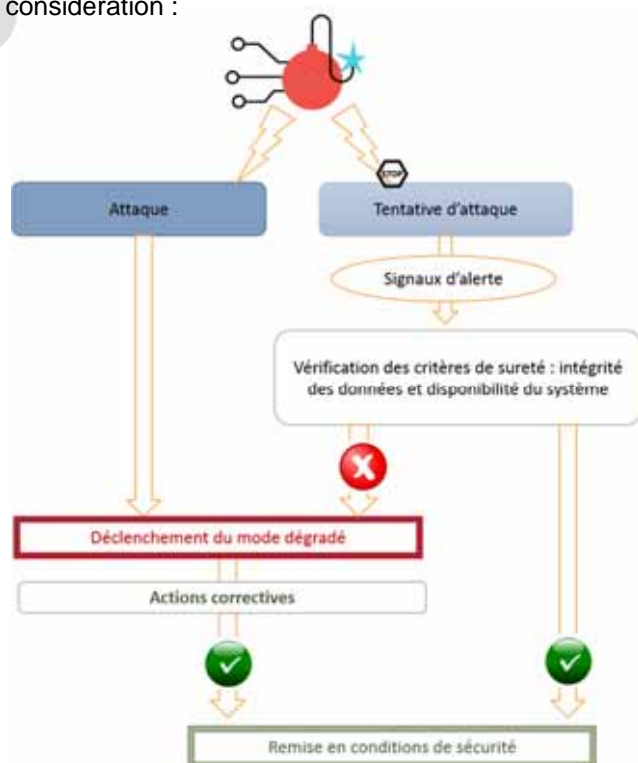 considération :
STOP
Attaque
Tentative d'attaque
Signaux d'alerte
Vérification des critères de sureté : intégrité
des données et disponibilité du système
Déclenchement du mode dégradé
Actions correctives
Remise en conditions de sécurité